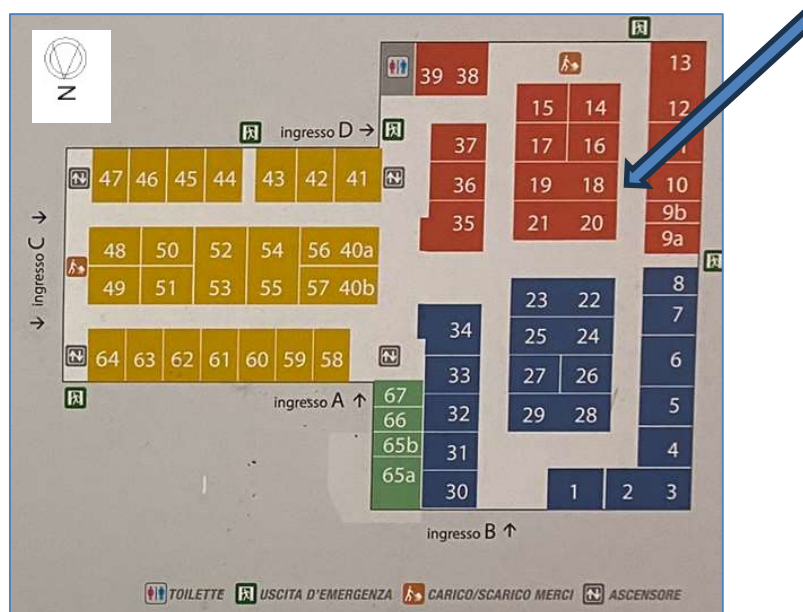 N
39 38
13
15 14
12
ingresso D →
37
17 16
47 46 45 44 43 42 41
36
19 18
10
9b
35
21 20
9a
← ingresso C →
48 50 52 54 56 40a
49 51 53 55 57 40b
8
23 22
7
34
25 24
64 63 62 61 60 59 58
6
33
27 26
ingresso A ↑
67
66
32
29 28
5
65b
31
4
65a
30
1 2 3
ingresso B ↑
TOILETTE USCITA D'EMERGENZA CARICO/SCARICO MERCI ASCENSORE